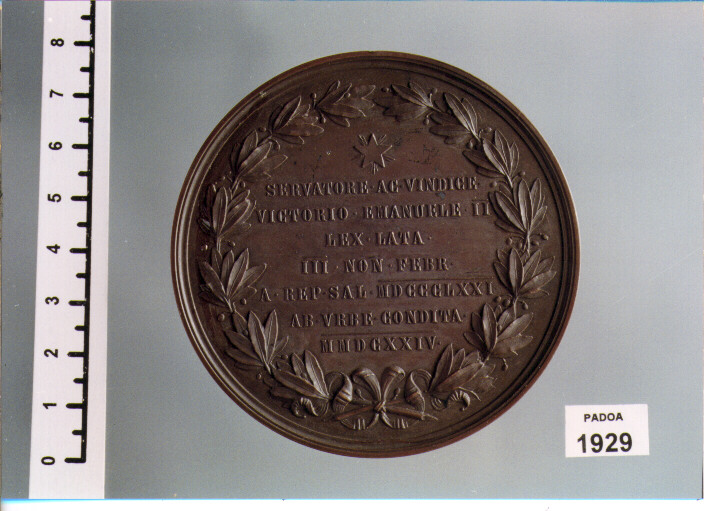 SERVATORE·AC·VINDICE·
VICTORIO·EMANUELE·II
LEX·LATA·
III·NON·FEBR·
A·REP·SAL·MDCCCLXXI
AB·VRBE·CONDITA·
MMDCXXIV·
8
7
6
5
4
3
2
1
0
PADOA
1929